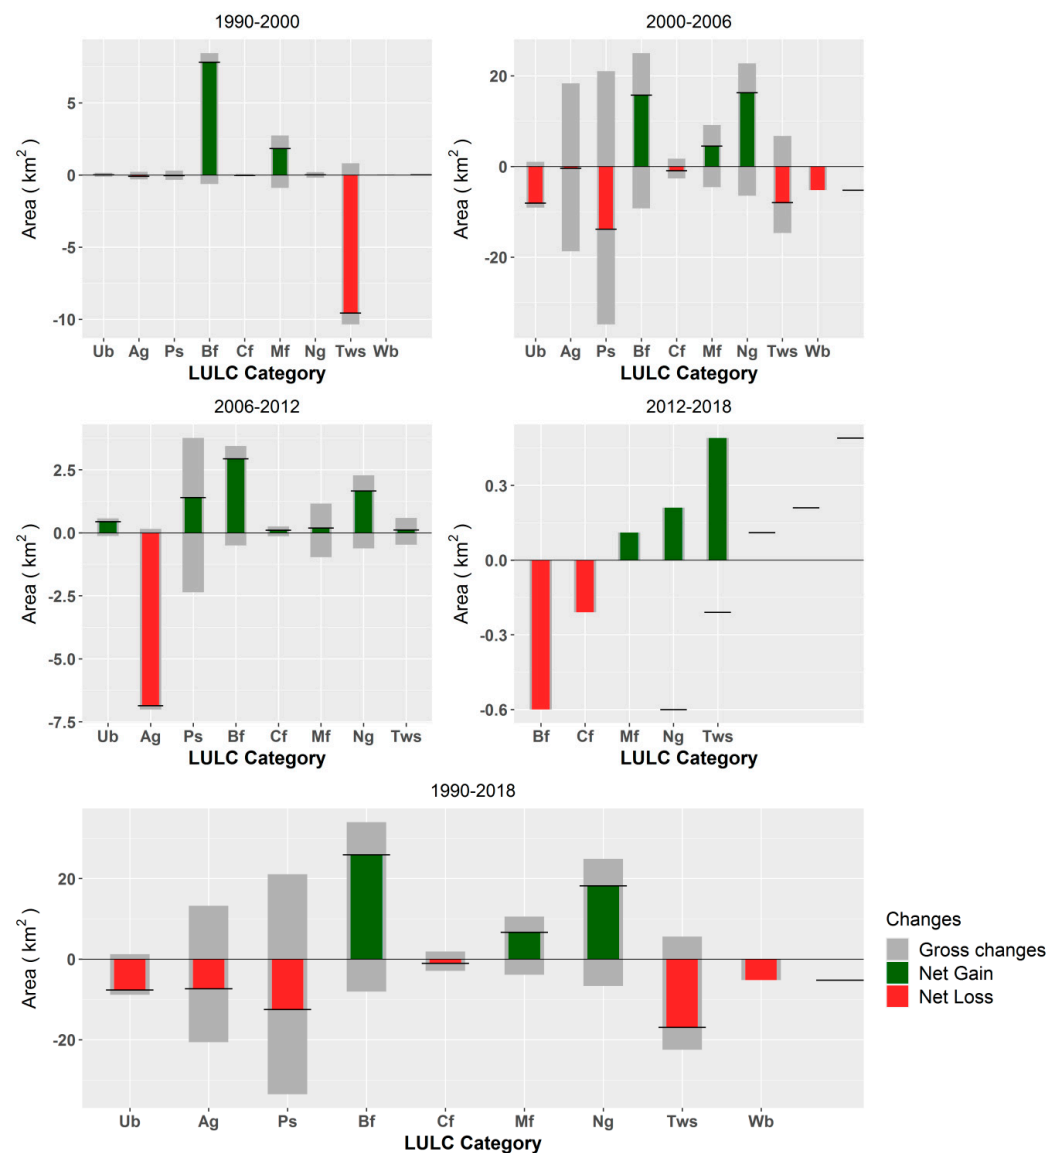 1990-2000
Area ( km²)
5
0
-5
-10
Ub Ag Ps Bf Cf Mf Ng Tws Wb
LULC Category
2000-2006
Area ( km²)
20
0
-20
Ub Ag Ps Bf Cf Mf Ng Tws Wb
LULC Category
2006-2012
Area ( km²)
2.5
0.0
-2.5
-5.0
-7.5
Ub Ag Ps Bf Cf Mf Ng Tws
LULC Category
2012-2018
Area ( km²)
0.3
0.0
-0.3
-0.6
Bf Cf Mf Ng Tws
LULC Category
1990-2018
Area ( km²)
20
0
-20
Ub Ag Ps Bf Cf Mf Ng Tws Wb
LULC Category
Changes
Gross changes
Net Gain
Net Loss